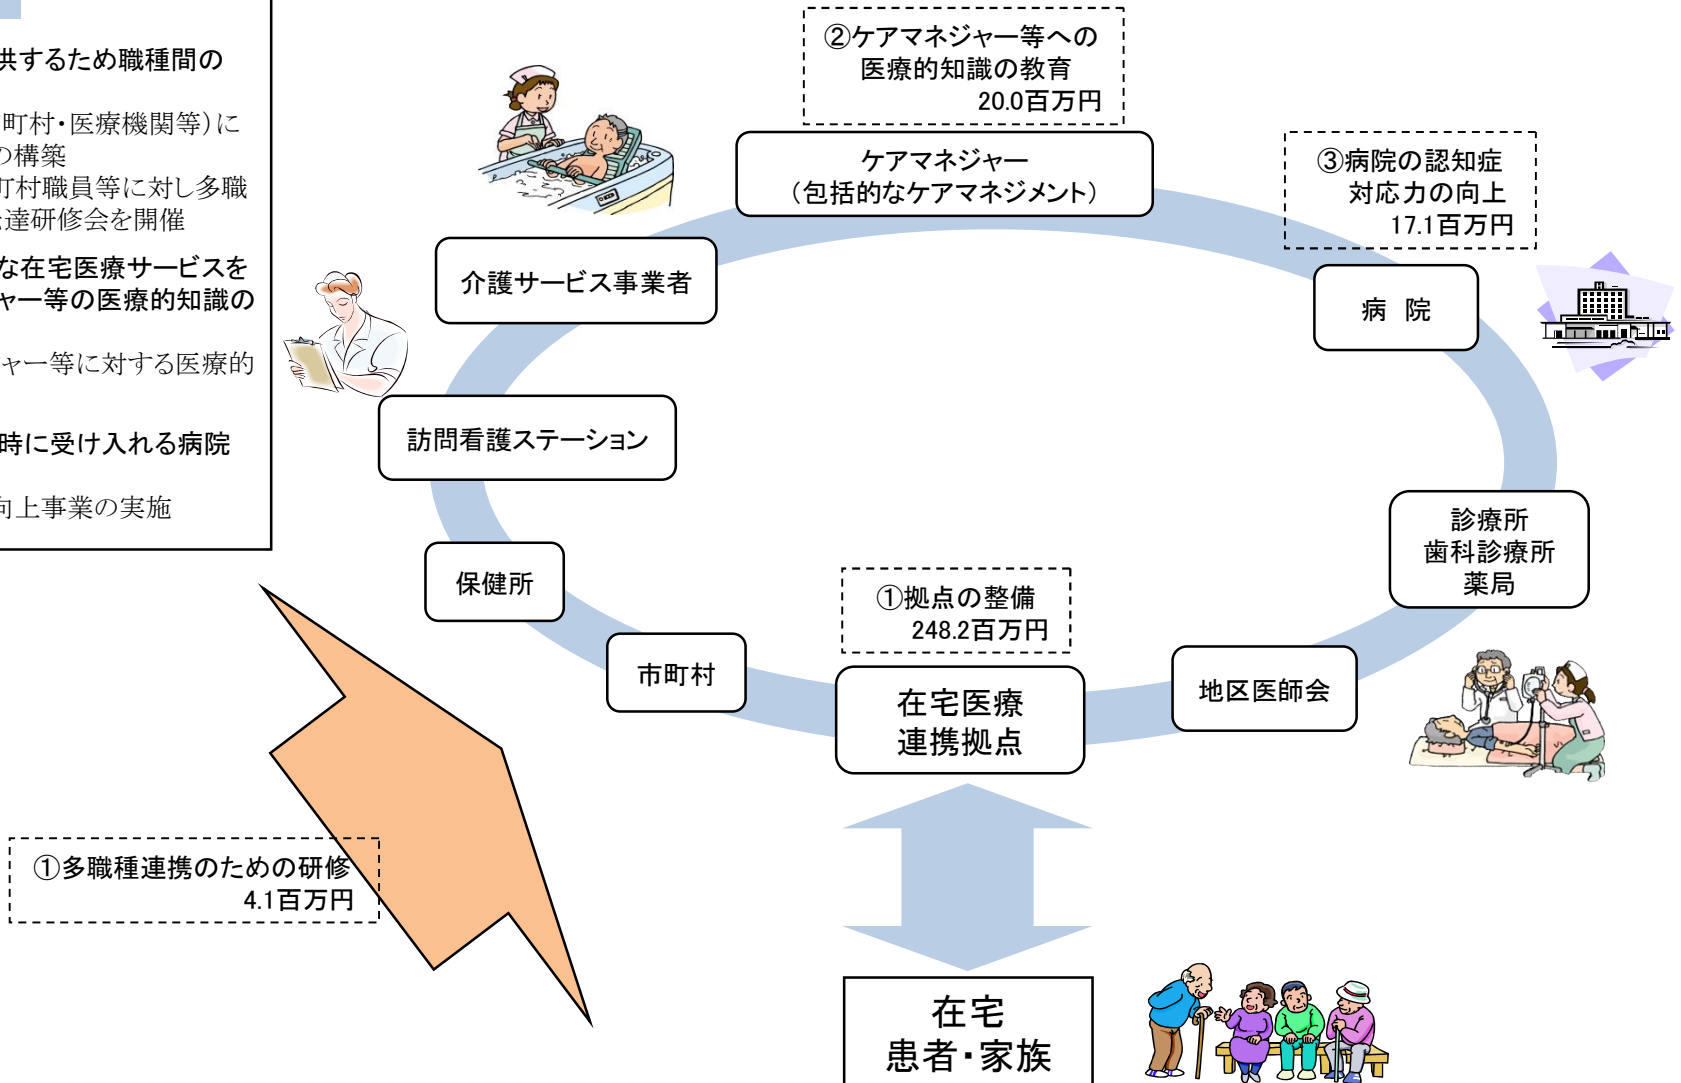 供するため職種間の
町村・医療機関等）に
の構築
町村職員等に対し多職
伝達研修会を開催
な在宅医療サービスを
ャー等の医療的知識の
ャー等に対する医療的
時に受け入れる病院
向上事業の実施
②ケアマネジャー等への
医療的知識の教育
20.0百万円
ケアマネジャー
（包括的なケアマネジメント）
③病院の認知症
対応力の向上
17.1百万円
介護サービス事業者
病 院
訪問看護ステーション
診療所
歯科診療所
薬局
保健所
①拠点の整備
248.2百万円
市町村
在宅医療
連携拠点
地区医師会
①多職種連携のための研修
4.1百万円
在宅
患者・家族